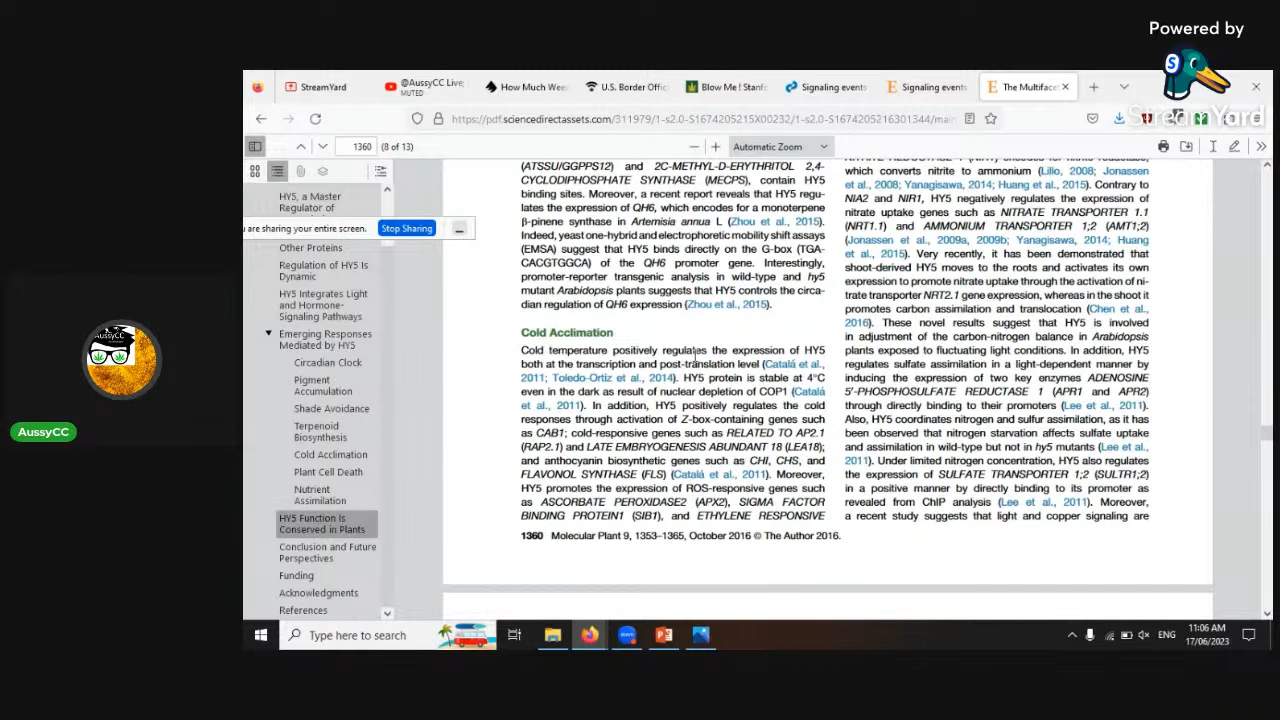 Powered by
StreamYard
StreamYard
@AussyCC Live;
MUTED
How Much Wee
U.S. Border Offic
Blow Me ! Stanf
Signaling events
Signaling events
The Multiface
https://pdf.sciencedirectassets.com/311979/1-s2.0-S1674205215X00232/1-s2.0-S1674205216301344/main
1360 (8 of 13)
Automatic Zoom
HY5, a Master
Regulator of
u are sharing your entire screen.
Stop Sharing
Other Proteins
Regulation of HY5 Is
Dynamic
HY5 Integrates Light
and Hormone-
Signaling Pathways
Emerging Responses
Mediated by HY5
Circadian Clock
Pigment
Accumulation
Shade Avoidance
Terpenoid
Biosynthesis
Cold Acclimation
Plant Cell Death
Nutrient
Assimilation
HY5 Function Is
Conserved in Plants
Conclusion and Future
Perspectives
Funding
Acknowledgments
References
(ATSSU/GGPPS12) and 2C-METHYL-D-ERYTHRITOL 2,4-
CYCLODIPHOSPHATE SYNTHASE (MECPS), contain HY5
binding sites. Moreover, a recent report reveals that HY5 regu-
lates the expression of QH6, which encodes for a monoterpene
β-pinene synthase in Artemisia annua L (Zhou et al., 2015).
Indeed, yeast one-hybrid and electrophoretic mobility shift assays
(EMSA) suggest that HY5 binds directly on the G-box (TGA-
CACGTGGCA) of the QH6 promoter gene. Interestingly,
promoter-reporter transgenic analysis in wild-type and hy5
mutant Arabidopsis plants suggests that HY5 controls the circa-
dian regulation of QH6 expression (Zhou et al., 2015).
Cold Acclimation
Cold temperature positively regulates the expression of HY5
both at the transcription and post-translation level (Catalá et al.,
2011; Toledo-Ortiz et al., 2014). HY5 protein is stable at 4°C
even in the dark as result of nuclear depletion of COP1 (Catalá
et al., 2011). In addition, HY5 positively regulates the cold
responses through activation of Z-box-containing genes such
as CAB1; cold-responsive genes such as RELATED TO AP2.1
(RAP2.1) and LATE EMBRYOGENESIS ABUNDANT 18 (LEA18);
and anthocyanin biosynthetic genes such as CHI, CHS, and
FLAVONOL SYNTHASE (FLS) (Catalá et al., 2011). Moreover,
HY5 promotes the expression of ROS-responsive genes such
as ASCORBATE PEROXIDASE2 (APX2), SIGMA FACTOR
BINDING PROTEIN1 (SIB1), and ETHYLENE RESPONSIVE
NITRATE REDUCTASE 1 (NIR1) encodes for nitrite reductase,
which converts nitrite to ammonium (Lillo, 2008; Jonassen
et al., 2008; Yanagisawa, 2014; Huang et al., 2015). Contrary to
NIA2 and NIR1, HY5 negatively regulates the expression of
nitrate uptake genes such as NITRATE TRANSPORTER 1.1
(NRT1.1) and AMMONIUM TRANSPORTER 1;2 (AMT1;2)
(Jonassen et al., 2009a, 2009b; Yanagisawa, 2014; Huang
et al., 2015). Very recently, it has been demonstrated that
shoot-derived HY5 moves to the roots and activates its own
expression to promote nitrate uptake through the activation of ni-
trate transporter NRT2.1 gene expression, whereas in the shoot it
promotes carbon assimilation and translocation (Chen et al.,
2016). These novel results suggest that HY5 is involved
in adjustment of the carbon-nitrogen balance in Arabidopsis
plants exposed to fluctuating light conditions. In addition, HY5
regulates sulfate assimilation in a light-dependent manner by
inducing the expression of two key enzymes ADENOSINE
5′-PHOSPHOSULFATE REDUCTASE 1 (APR1 and APR2)
through directly binding to their promoters (Lee et al., 2011).
Also, HY5 coordinates nitrogen and sulfur assimilation, as it has
been observed that nitrogen starvation affects sulfate uptake
and assimilation in wild-type but not in hy5 mutants (Lee et al.,
2011). Under limited nitrogen concentration, HY5 also regulates
the expression of SULFATE TRANSPORTER 1;2 (SULTR1;2)
in a positive manner by directly binding to its promoter as
revealed from ChIP analysis (Lee et al., 2011). Moreover,
a recent study suggests that light and copper signaling are
1360 Molecular Plant 9, 1353–1365, October 2016 © The Author 2016.
AussyCC
AussyCC
Type here to search
zoom
ENG
11:06 AM
17/06/2023